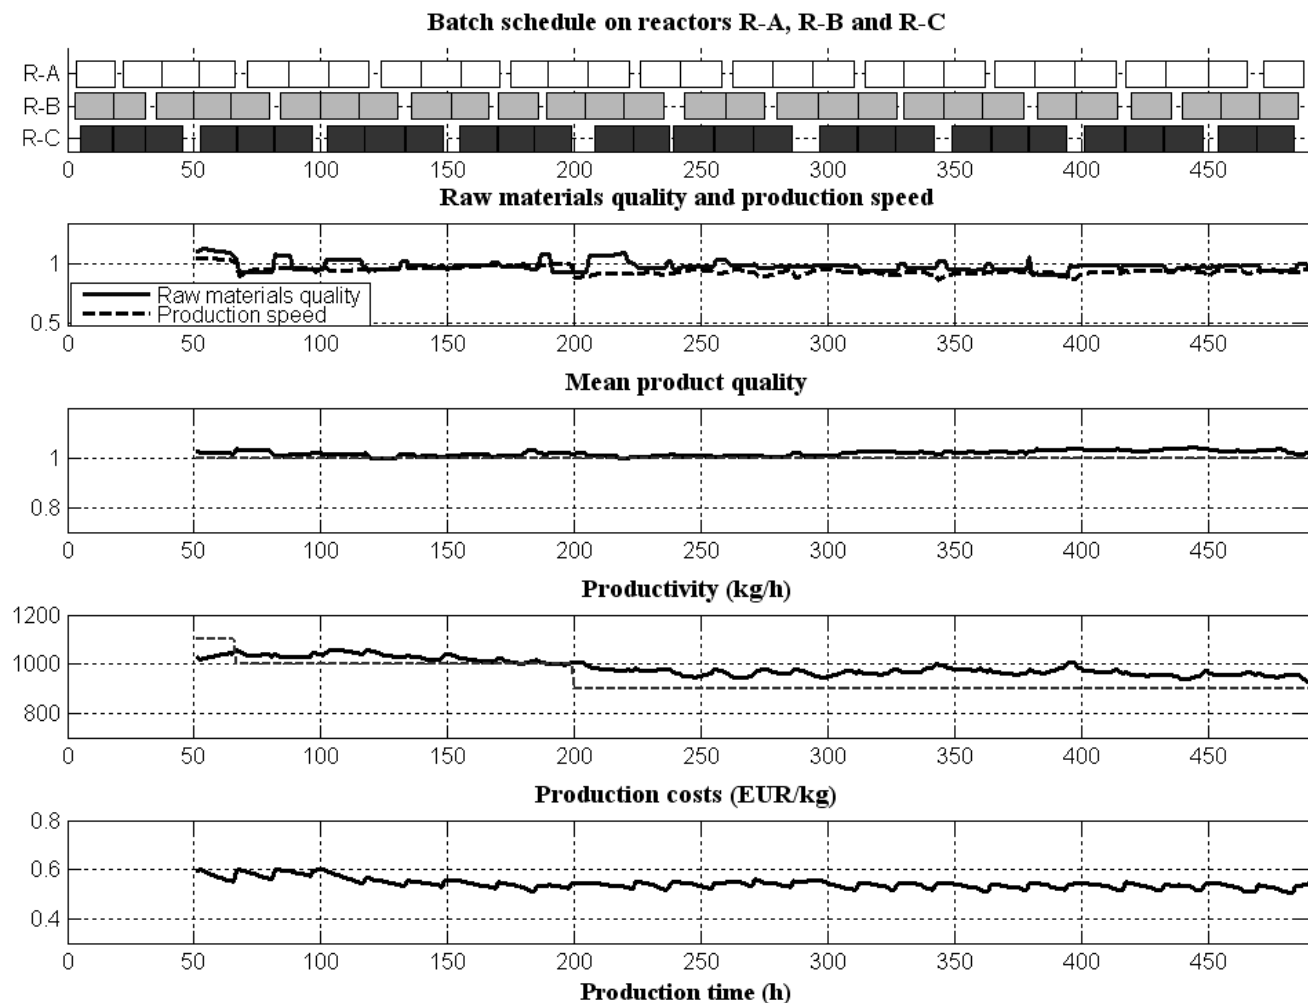 Batch schedule on reactors R-A, R-B and R-C
R-A
R-B
R-C
0 50 100 150 200 250 300 350 400 450
Raw materials quality and production speed
1
Raw materials quality
Production speed
0.5
0 50 100 150 200 250 300 350 400 450
Mean product quality
1
0.8
0 50 100 150 200 250 300 350 400 450
Productivity (kg/h)
1200
1000
800
0 50 100 150 200 250 300 350 400 450
Production costs (EUR/kg)
0.8
0.6
0.4
0 50 100 150 200 250 300 350 400 450
Production time (h)